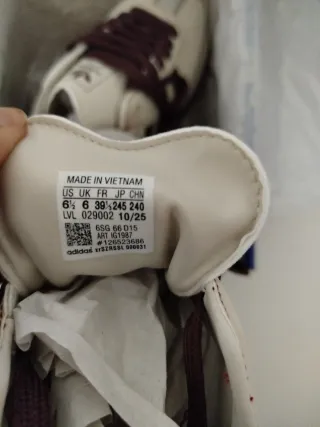 MADE IN VIETNAM
US UK FR JP CHN
6½ 6 39⅓ 245 240
LVL 029002 10/25
6SG 66 D15
ART IG1987
#126523686
adidas